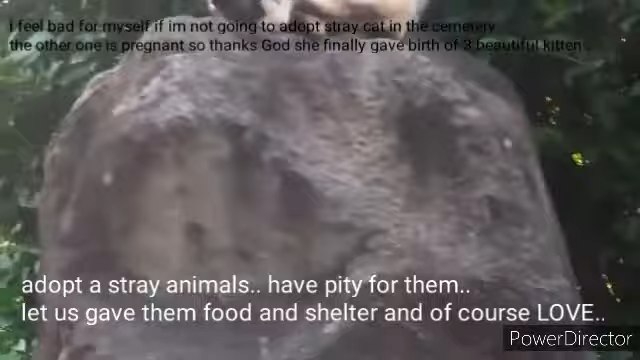 i feel bad for myself if im not going to adopt stray cat in the cemetery
the other one is pregnant so thanks God she finally gave birth of 3 beautiful kitten..
adopt a stray animals.. have pity for them..
let us gave them food and shelter and of course LOVE..
PowerDirector